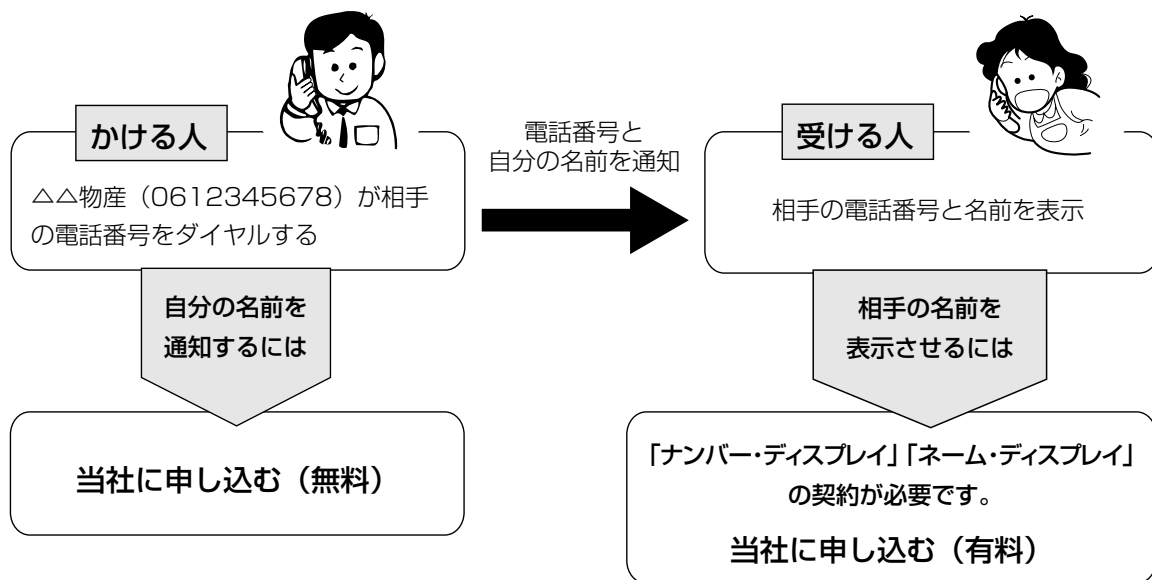 かける人
△△物産（0612345678）が相手
の電話番号をダイヤルする
電話番号と
自分の名前を通知
受ける人
相手の電話番号と名前を表示
自分の名前を
通知するには
当社に申し込む（無料）
相手の名前を
表示させるには
「ナンバー・ディスプレイ」「ネーム・ディスプレイ」
の契約が必要です。
当社に申し込む（有料）